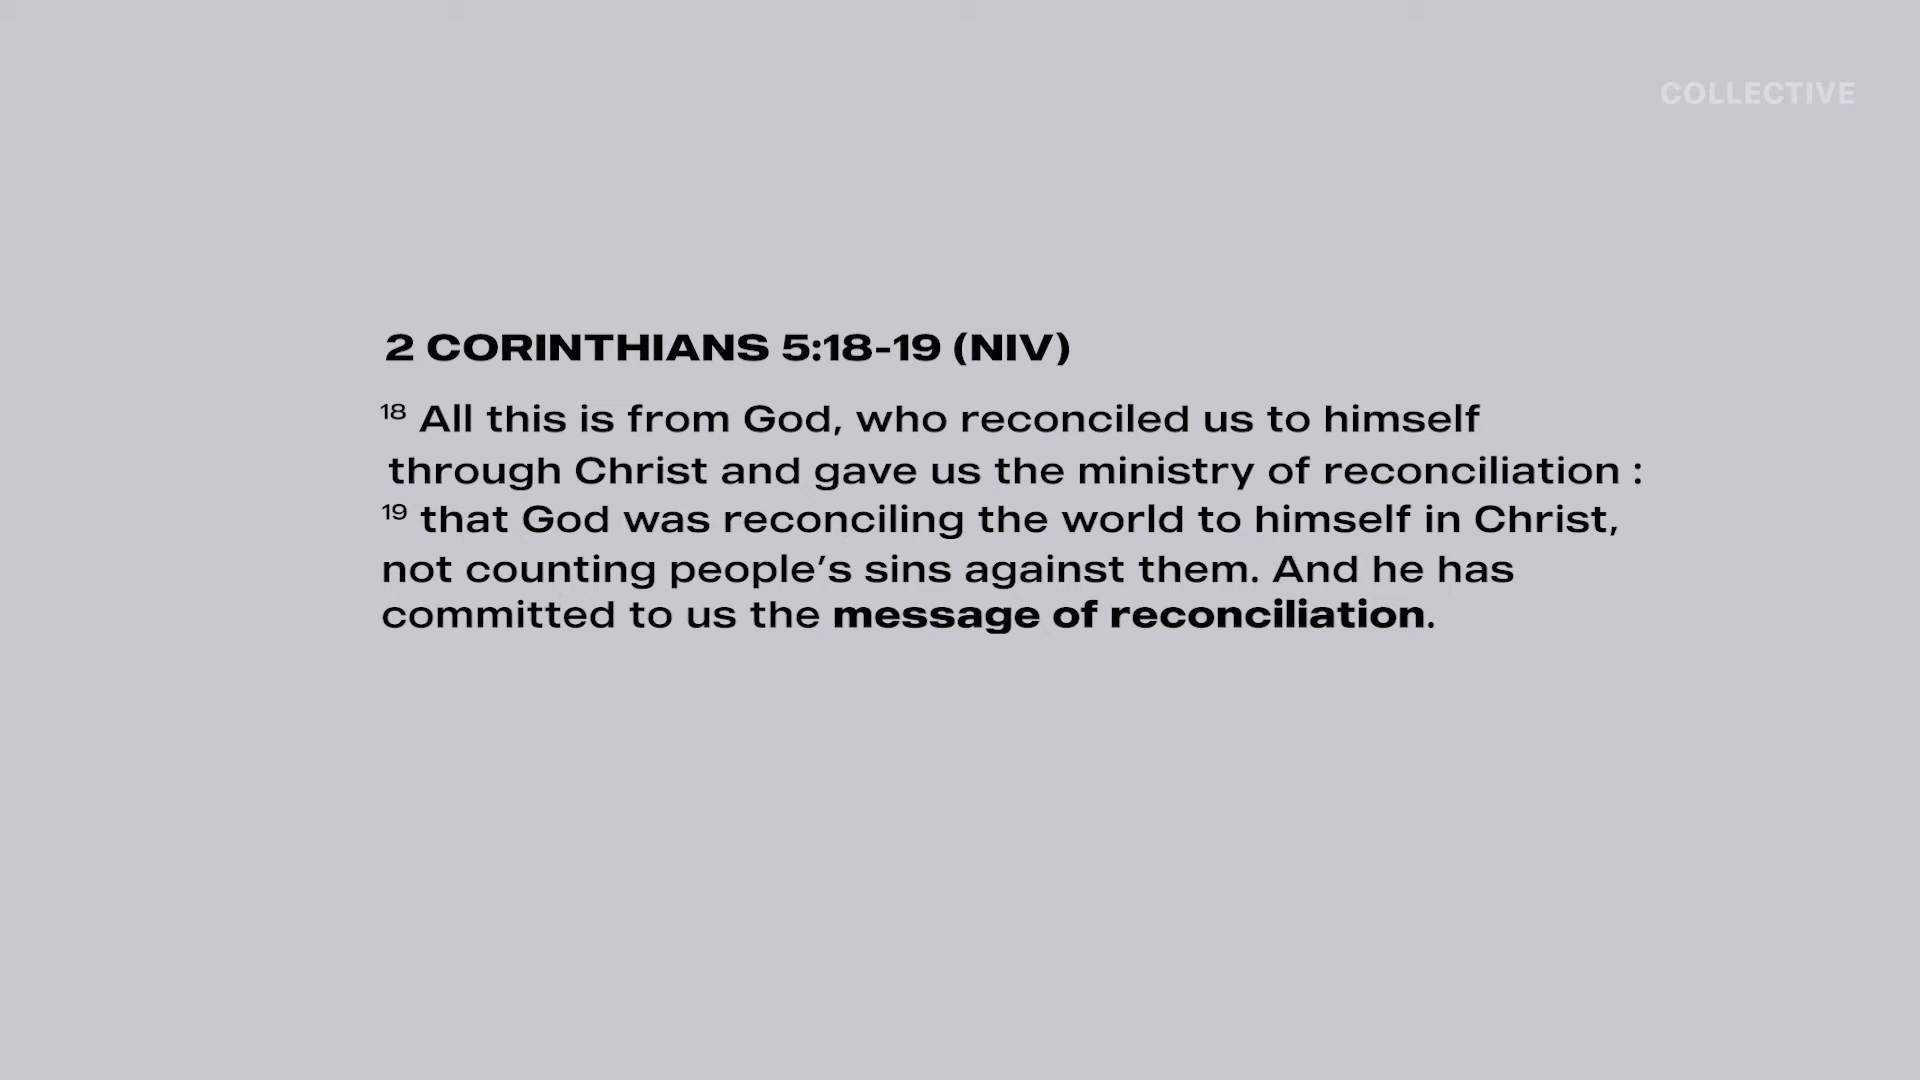 COLLECTIVE
2 CORINTHIANS 5:18-19 (NIV)
18 All this is from God, who reconciled us to himself
through Christ and gave us the ministry of reconciliation :
19 that God was reconciling the world to himself in Christ,
not counting people’s sins against them. And he has
committed to us the message of reconciliation.